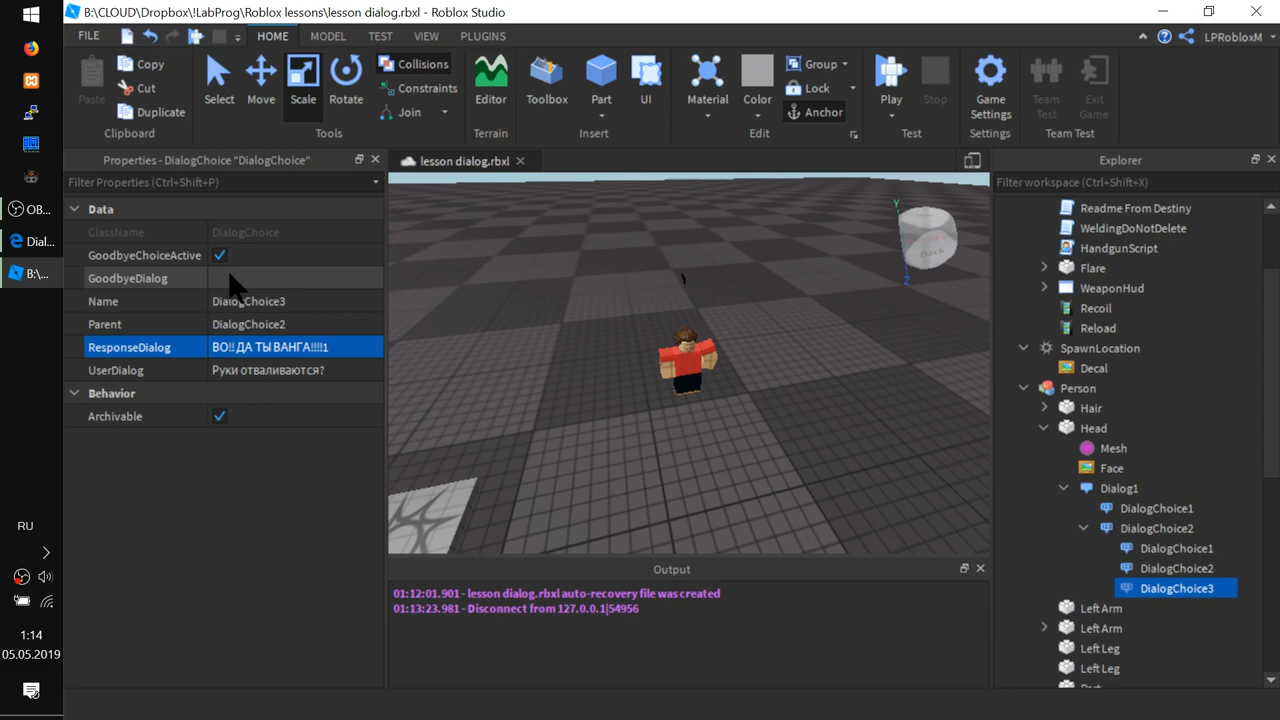 B:\CLOUD\Dropbox\!LabProg\Roblox lessons\lesson dialog.rbxl - Roblox Studio
FILE
HOME
MODEL
TEST
VIEW
PLUGINS
LPRobloxM
Paste
Copy
Cut
Duplicate
Clipboard
Select
Move
Scale
Rotate
Collisions
Constraints
Join
Tools
Editor
Terrain
Toolbox
Part
UI
Insert
Material
Color
Group
Lock
Anchor
Edit
Play
Stop
Test
Game Settings
Settings
Team Test
Exit Game
Team Test
Properties - DialogChoice "DialogChoice"
Filter Properties (Ctrl+Shift+P)
Data
ClassName DialogChoice
GoodbyeChoiceActive
GoodbyeDialog
Name DialogChoice3
Parent DialogChoice2
ResponseDialog ВО!! ДА ТЫ ВАНГА!!!!1
UserDialog Руки отваливаются?
Behavior
Archivable
lesson dialog.rbxl
Y
Back
Z
Output
01:12:01.901 - lesson dialog.rbxl auto-recovery file was created
01:13:23.981 - Disconnect from 127.0.0.1|54956
Explorer
Filter workspace (Ctrl+Shift+X)
Readme From Destiny
WeldingDoNotDelete
HandgunScript
Flare
WeaponHud
Recoil
Reload
SpawnLocation
Decal
Person
Hair
Head
Mesh
Face
Dialog1
DialogChoice1
DialogChoice2
DialogChoice1
DialogChoice2
DialogChoice3
Left Arm
Left Arm
Left Leg
Left Leg
OB...
Dial...
B:\...
RU
1:14
05.05.2019